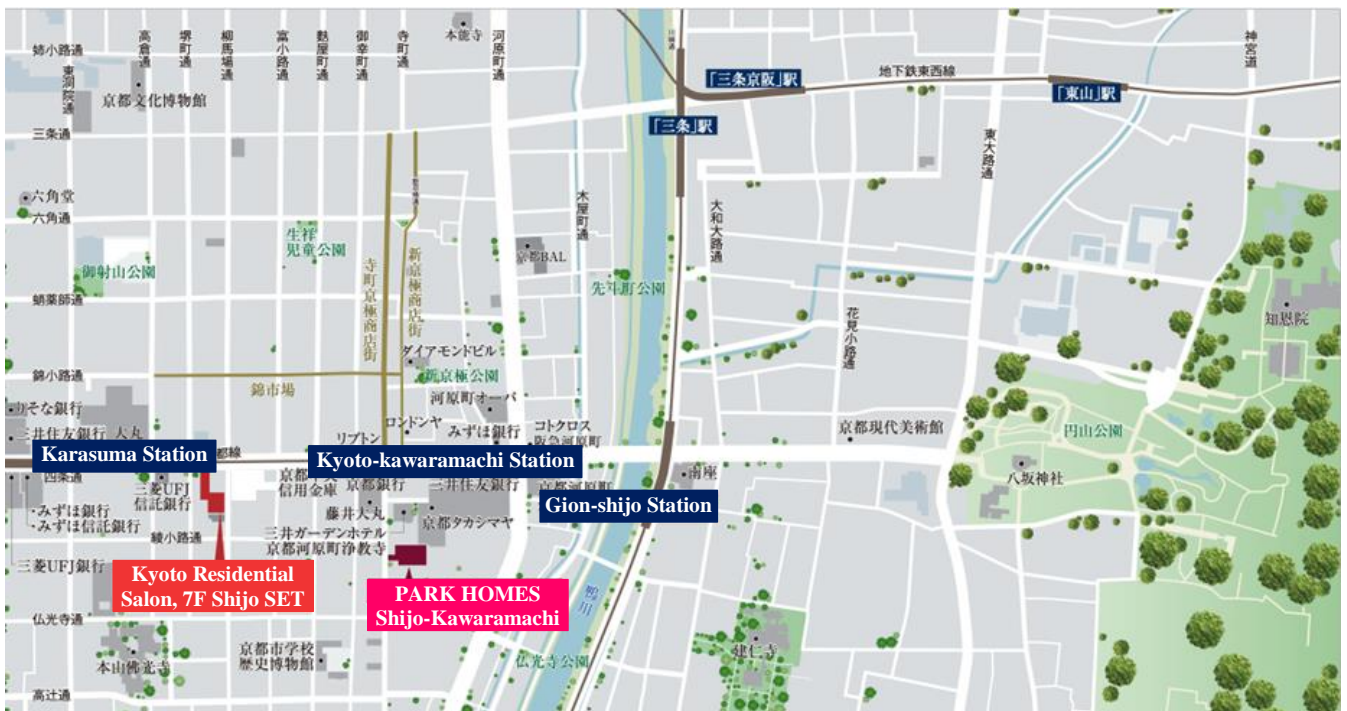 姉小路通
東洞院通
高倉通
堺町通
柳馬場通
富小路通
麩屋町通
御幸町通
寺町通
本能寺
河原町通
川端通
「三条京阪」駅
地下鉄東西線
「東山」駅
神宮道
京都文化博物館
三条通
「三条」駅
東大路通
六角堂
六角通
木屋町通
大和大路通
生祥
児童公園
御射山公園
京都BAL
先斗町公園
寺町京極商店街
新京極商店街
蛸薬師通
花見小路通
知恩院
ダイアモンドビル
新京極公園
錦小路通
錦市場
河原町オーパ
りそな銀行
三井住友銀行
大丸
ロンドンヤ
リプトン
みずほ銀行
コトクロス
阪急河原町
京都現代美術館
円山公園
Karasuma Station
都線
Kyoto-kawaramachi Station
四条通
三菱UFJ
信託銀行
信用金庫
京都銀行
三井住友銀行
京都河原町
南座
八坂神社
Gion-shijo Station
みずほ銀行
みずほ信託銀行
藤井大丸
京都タカシマヤ
綾小路通
三井ガーデンホテル
京都河原町浄教寺
三菱UFJ銀行
Kyoto Residential
Salon, 7F Shijo SET
PARK HOMES
Shijo-Kawaramachi
鴨川
仏光寺通
京都市学校
歴史博物館
本山佛光寺
仏光寺公園
建仁寺
高辻通